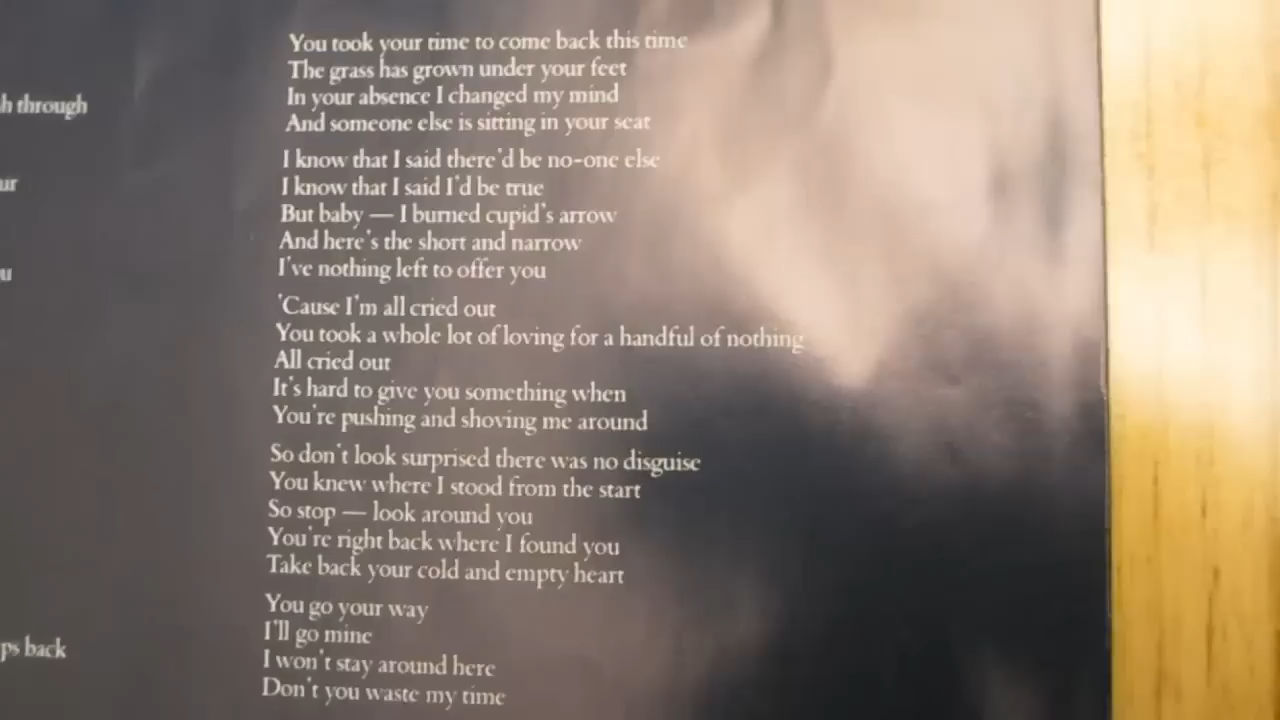 h through
ur
u
ps back
You took your time to come back this time
The grass has grown under your feet
In your absence I changed my mind
And someone else is sitting in your seat
I know that I said there'd be no-one else
I know that I said I'd be true
But baby — I burned cupid's arrow
And here's the short and narrow
I've nothing left to offer you
'Cause I'm all cried out
You took a whole lot of loving for a handful of nothing
All cried out
It's hard to give you something when
You're pushing and shoving me around
So don't look surprised there was no disguise
You knew where I stood from the start
So stop — look around you
You're right back where I found you
Take back your cold and empty heart
You go your way
I'll go mine
I won't stay around here
Don't you waste my time